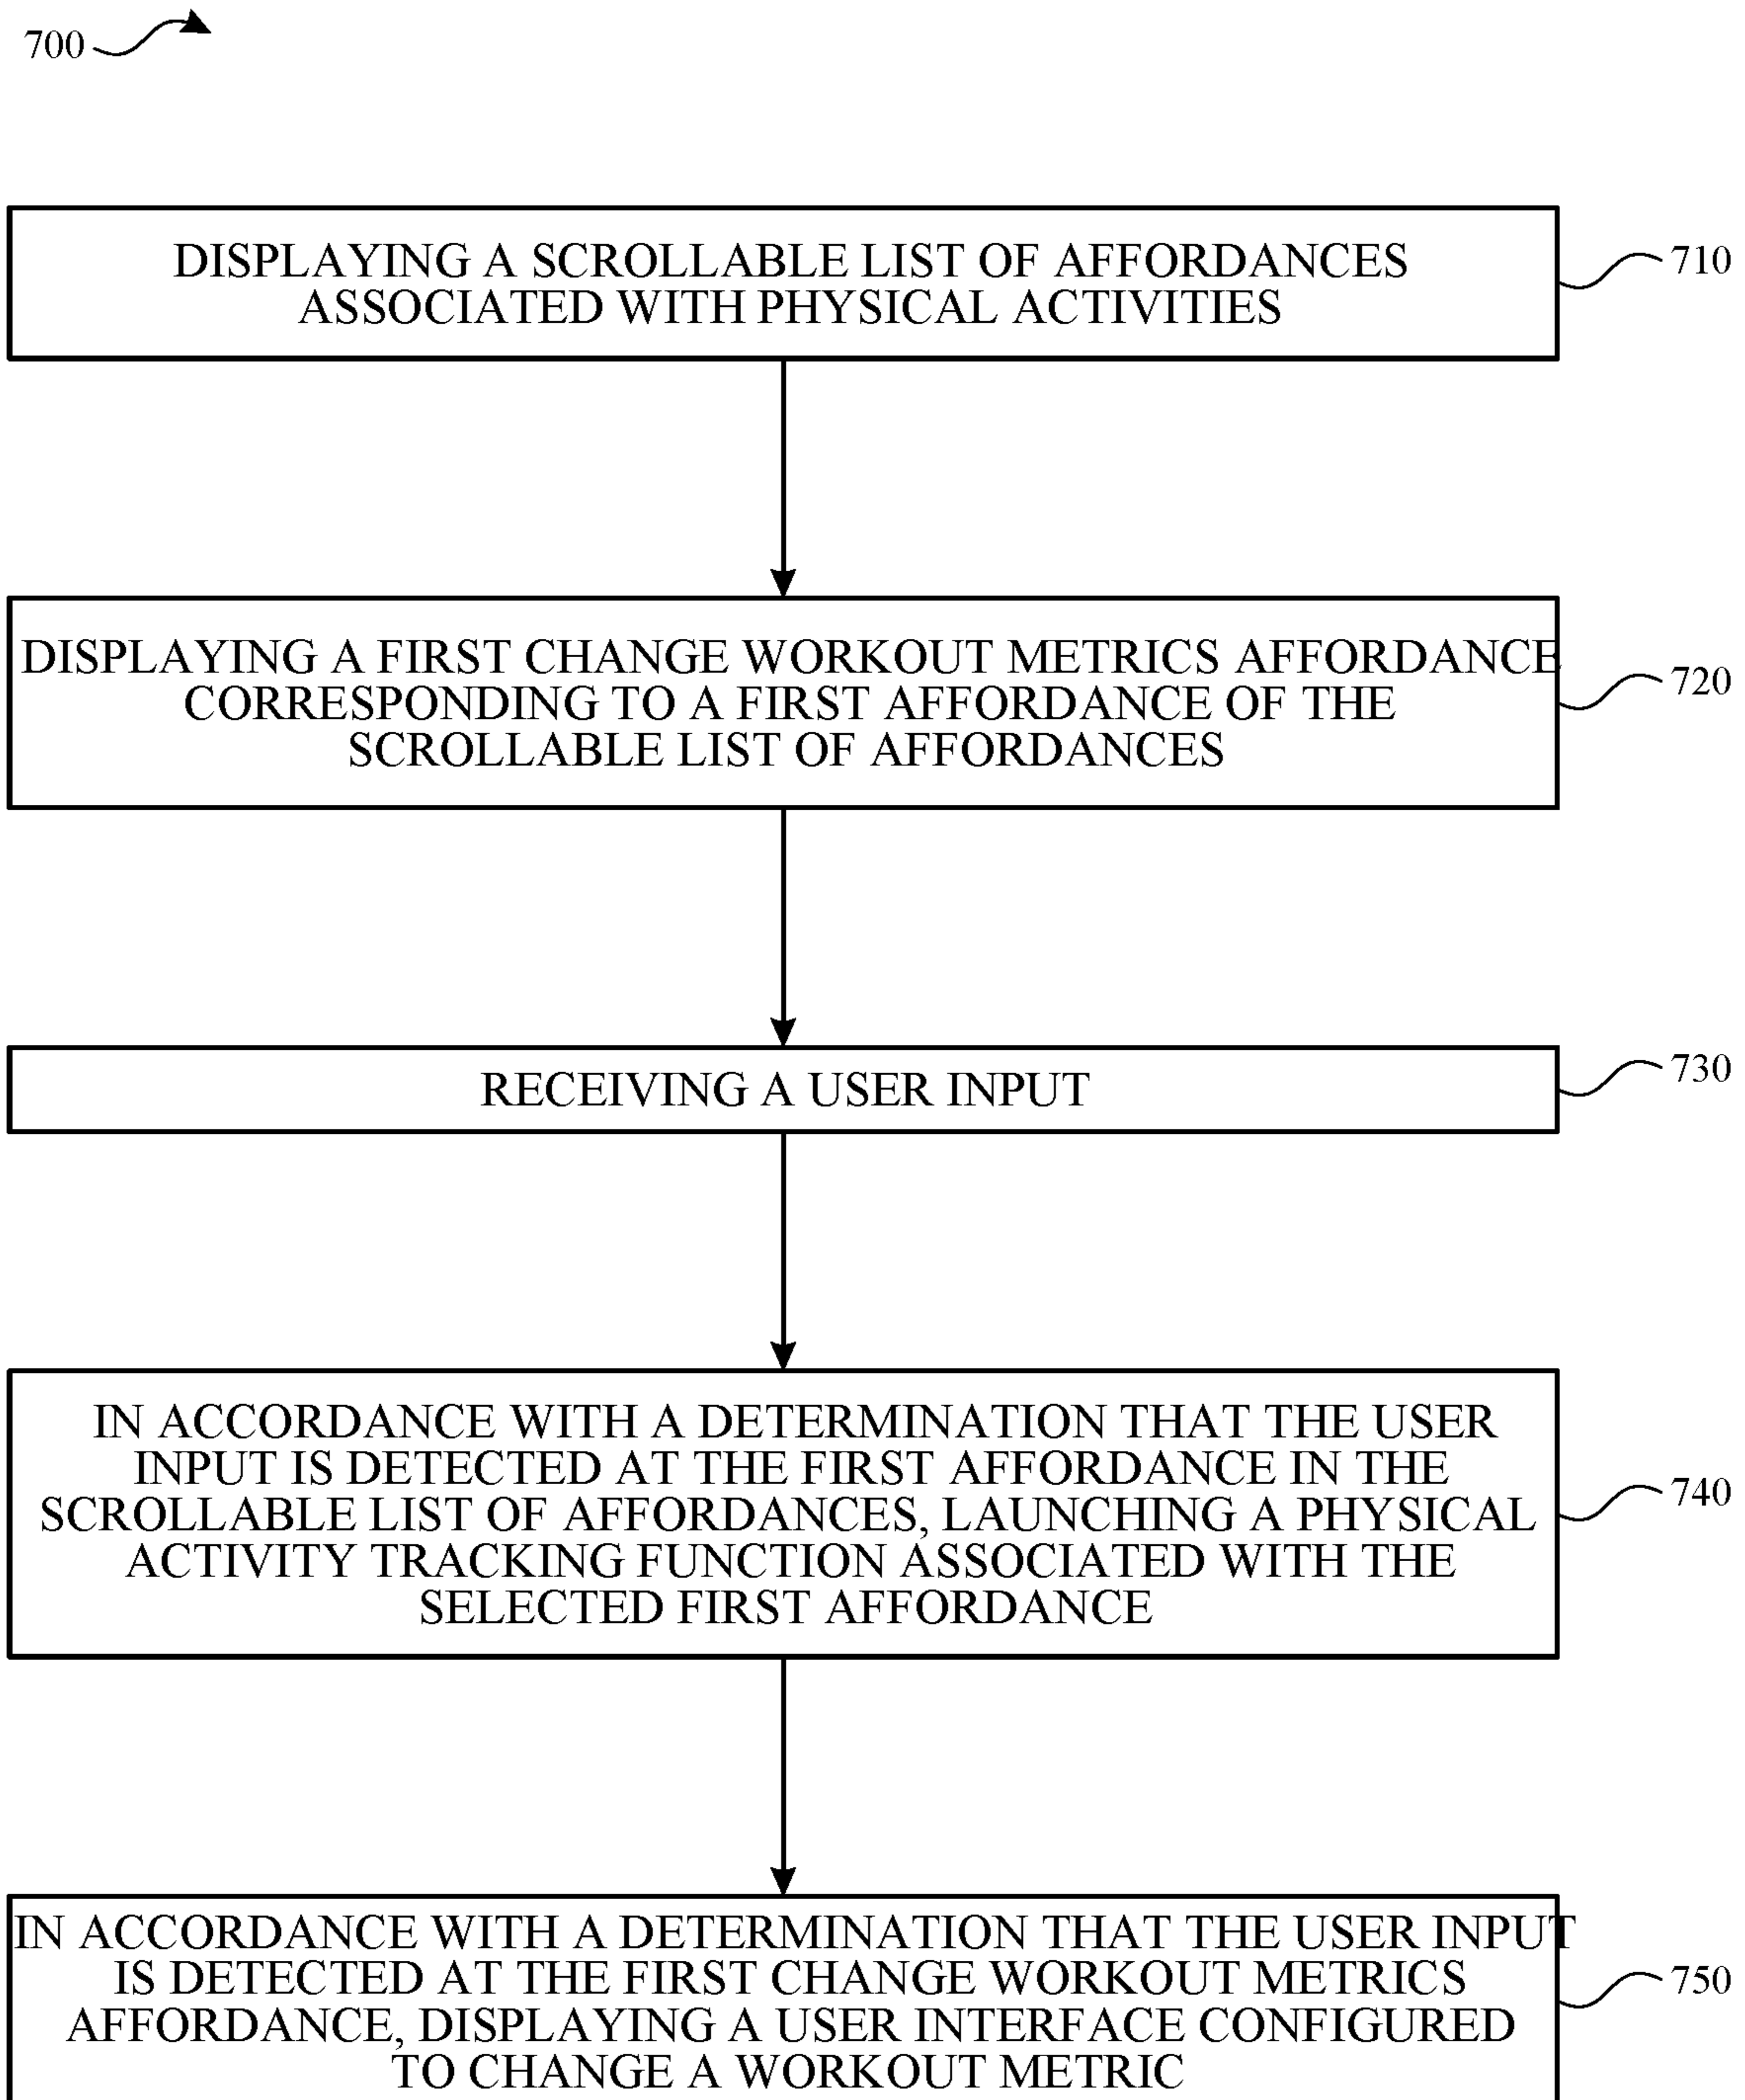 700
DISPLAYING A SCROLLABLE LIST OF AFFORDANCES
ASSOCIATED WITH PHYSICAL ACTIVITIES
710
DISPLAYING A FIRST CHANGE WORKOUT METRICS AFFORDANCE
CORRESPONDING TO A FIRST AFFORDANCE OF THE
SCROLLABLE LIST OF AFFORDANCES
720
RECEIVING A USER INPUT
730
IN ACCORDANCE WITH A DETERMINATION THAT THE USER
INPUT IS DETECTED AT THE FIRST AFFORDANCE IN THE
SCROLLABLE LIST OF AFFORDANCES, LAUNCHING A PHYSICAL
ACTIVITY TRACKING FUNCTION ASSOCIATED WITH THE
SELECTED FIRST AFFORDANCE
740
IN ACCORDANCE WITH A DETERMINATION THAT THE USER INPUT
IS DETECTED AT THE FIRST CHANGE WORKOUT METRICS
AFFORDANCE, DISPLAYING A USER INTERFACE CONFIGURED
TO CHANGE A WORKOUT METRIC
750